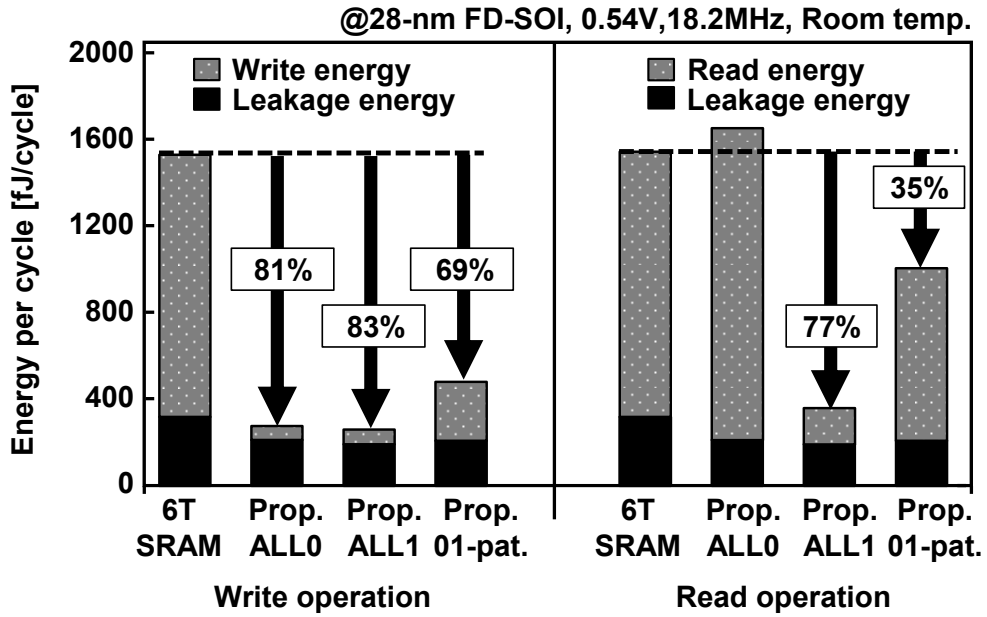 @28-nm FD-SOI, 0.54V,18.2MHz, Room temp.
Energy per cycle [fJ/cycle]
2000
1600
1200
800
400
0
Write energy
Leakage energy
81%
83%
69%
6T SRAM
Prop. ALL0
Prop. ALL1
Prop. 01-pat.
Write operation
Read energy
Leakage energy
77%
35%
6T SRAM
Prop. ALL0
Prop. ALL1
Prop. 01-pat.
Read operation